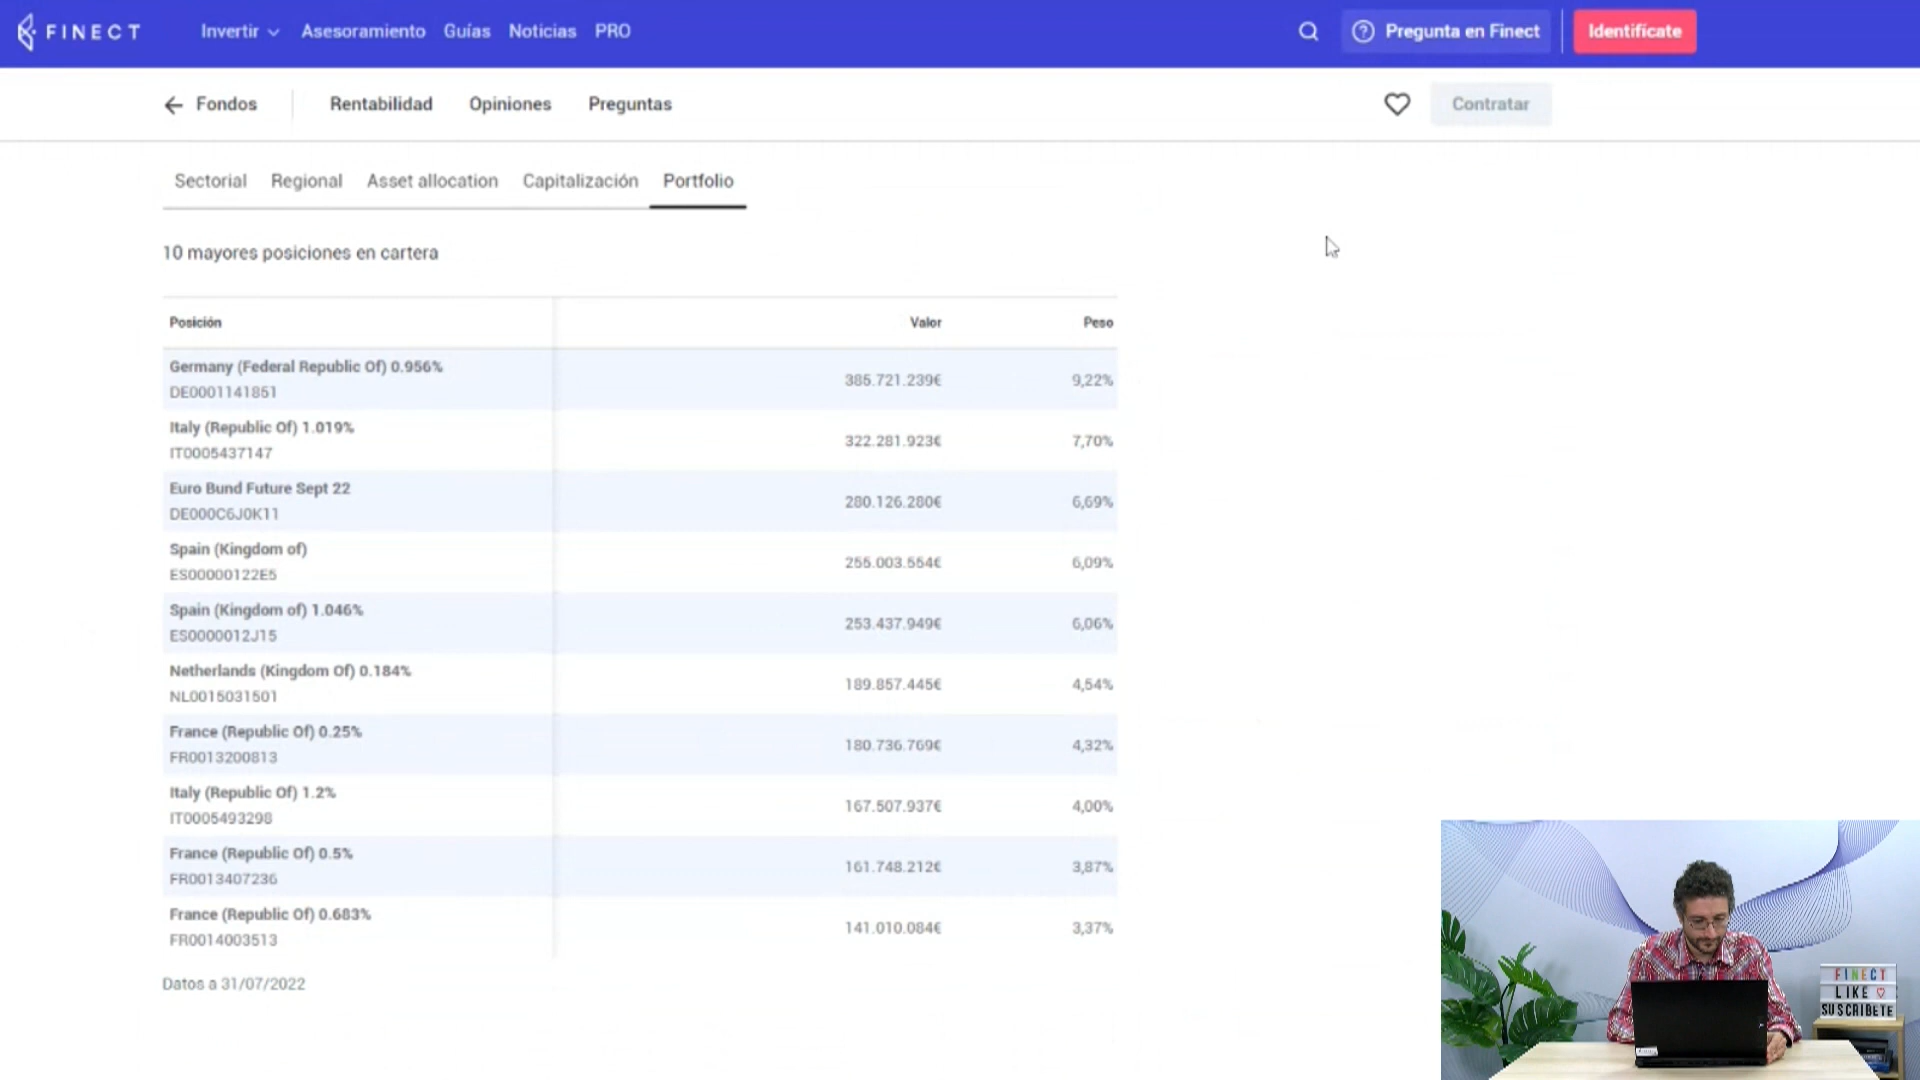 FINECT
Invertir
Asesoramiento
Guías
Noticias
PRO
Pregunta en Finect
Identifícate
Fondos
Rentabilidad
Opiniones
Preguntas
Contratar
Sectorial
Regional
Asset allocation
Capitalización
Portfolio
10 mayores posiciones en cartera
Posición Valor Peso
Germany (Federal Republic Of) 0.956%
DE0001141851
385.721.239€ 9,22%
Italy (Republic Of) 1.019%
IT0005437147
322.281.923€ 7,70%
Euro Bund Future Sept 22
DE000C6J0K11
280.126.280€ 6,69%
Spain (Kingdom of)
ES00000122E5
255.003.554€ 6,09%
Spain (Kingdom of) 1.046%
ES0000012J15
253.437.949€ 6,06%
Netherlands (Kingdom Of) 0.184%
NL0015031501
189.857.445€ 4,54%
France (Republic Of) 0.25%
FR0013200813
180.736.769€ 4,32%
Italy (Republic Of) 1.2%
IT0005493298
167.507.937€ 4,00%
France (Republic Of) 0.5%
FR0013407236
161.748.212€ 3,87%
France (Republic Of) 0.683%
FR0014003513
141.010.084€ 3,37%
Datos a 31/07/2022
FINECT
LIKE ♡
SUSCRIBETE